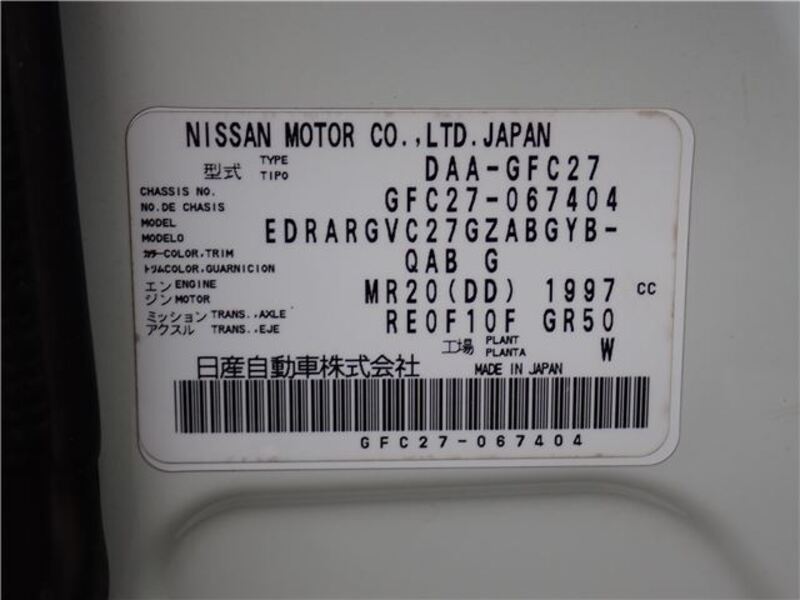 NISSAN MOTOR CO.,LTD.JAPAN
型式 TYPE TIPO DAA-GFC27
CHASSIS NO.
NO.DE CHASIS GFC27-067404
MODEL
MODELO EDRARGVC27GZABGYB-
カラーCOLOR,TRIM
トリムCOLOR,GUARNICION QAB G
エンジン ENGINE MOTOR MR20(DD) 1997 CC
ミッション TRANS.,AXLE
アクスル TRANS.,EJE RE0F10F GR50
工場 PLANT PLANTA W
日産自動車株式会社 MADE IN JAPAN
GFC27-067404